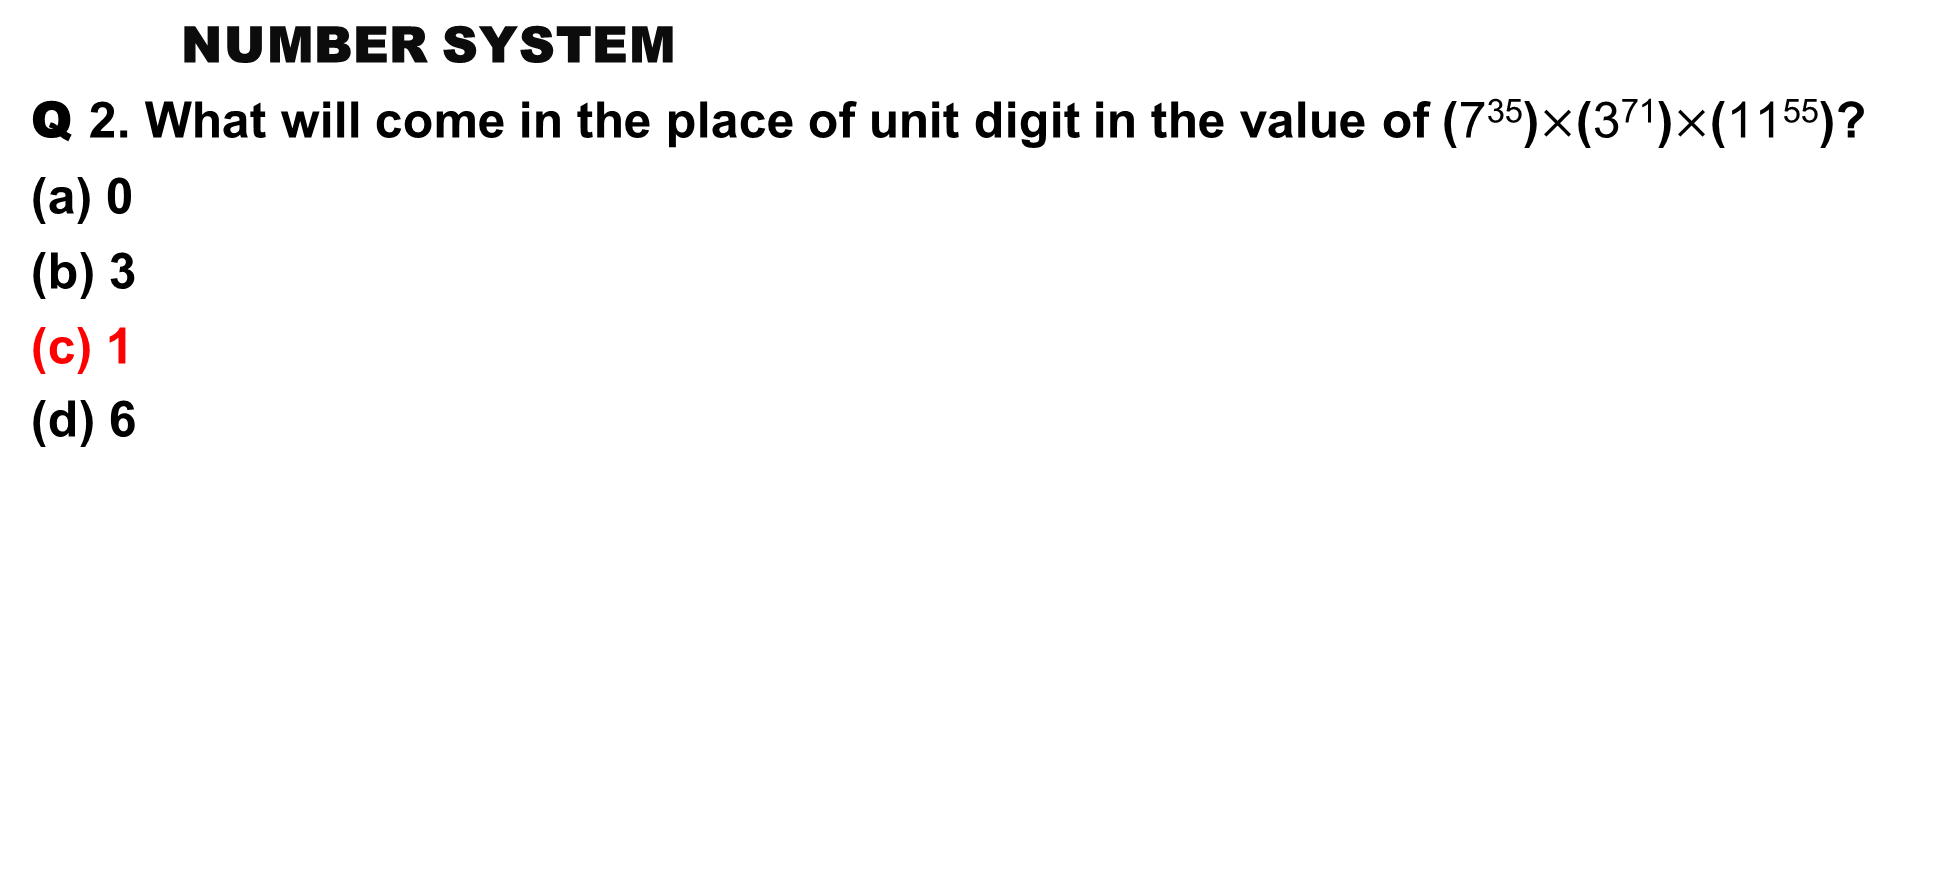 NUMBER SYSTEM
Q 2. What will come in the place of unit digit in the value of (7³⁵)×(3⁷¹)×(11⁵⁵)?
(a) 0
(b) 3
(c) 1
(d) 6